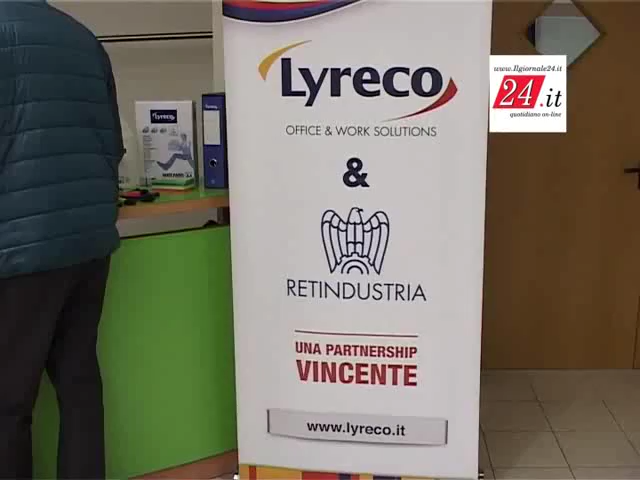 Lyreco
OFFICE & WORK SOLUTIONS
&
RETINDUSTRIA
UNA PARTNERSHIP
VINCENTE
www.lyreco.it
Lyreco
www.Ilgiornale24.it
24.it
quotidiano on-line